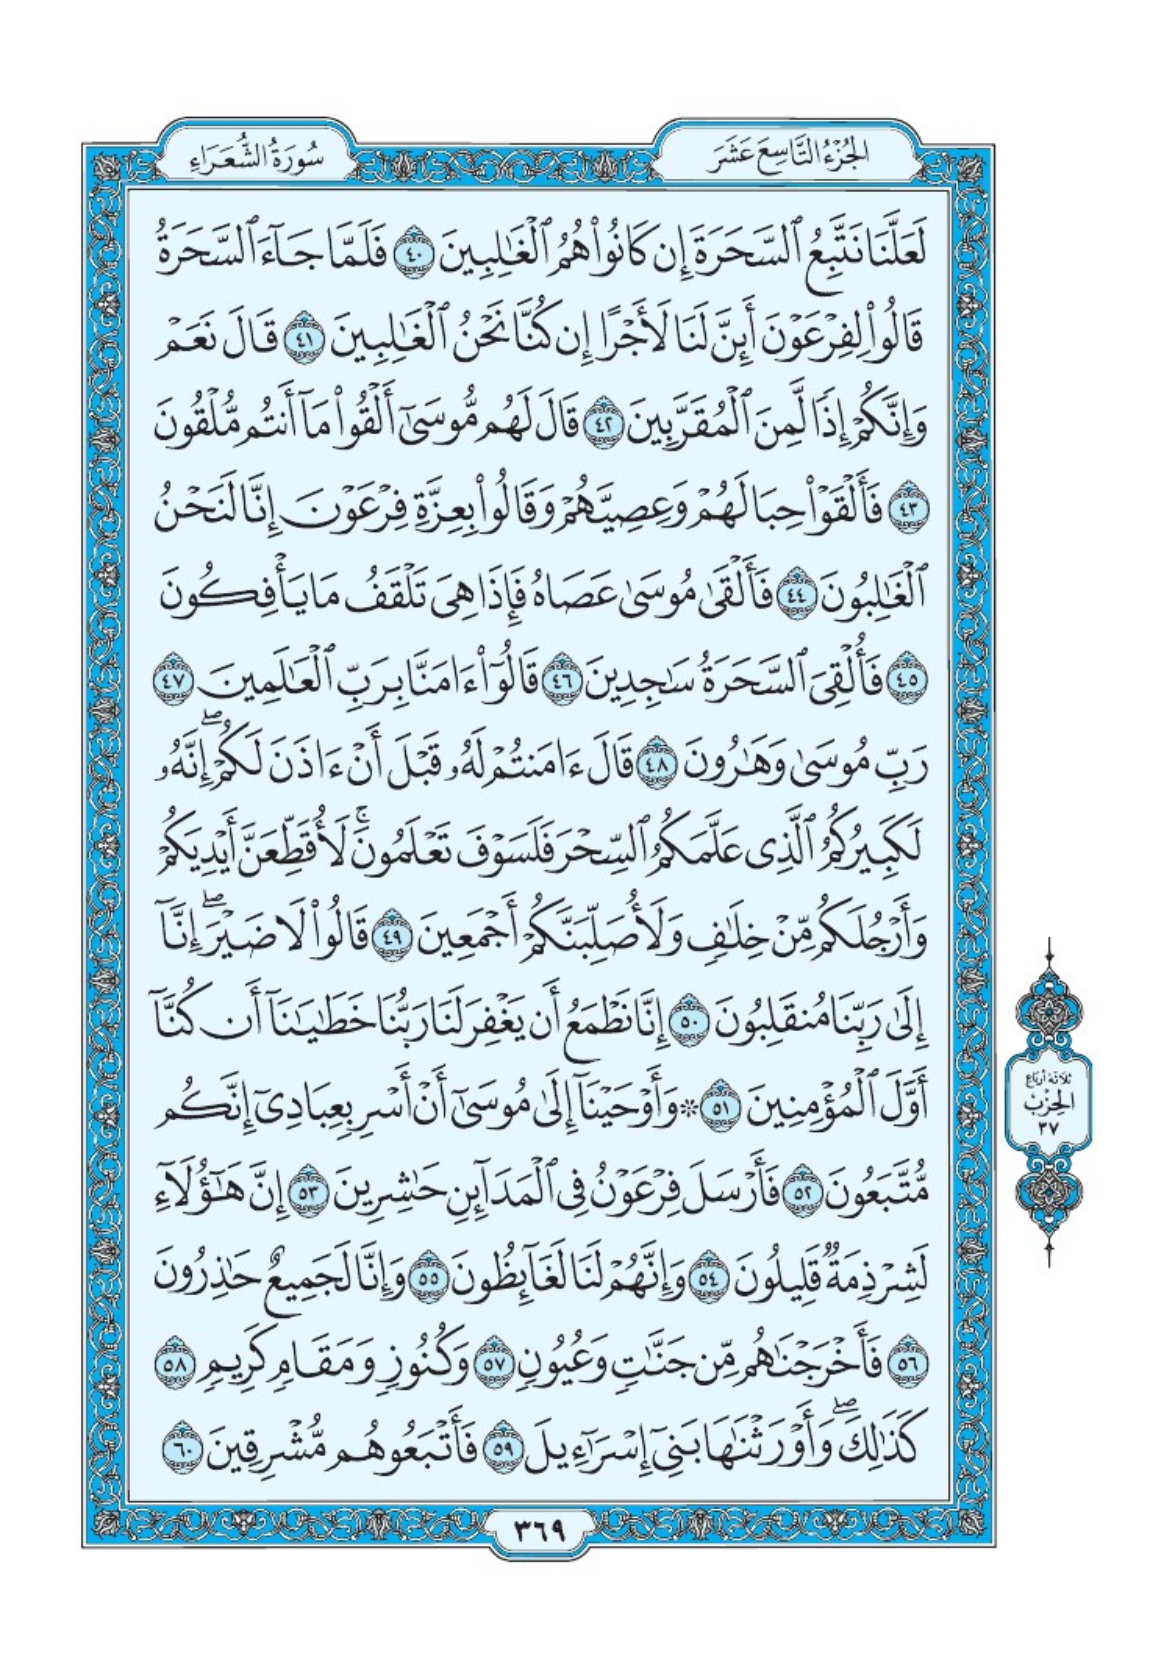 الجُزْءُ التَّاسِعَ عَشَرَ
سُورَةُ الشُّعَرَاءِ
لَعَلَّنَا نَتَّبِعُ ٱلسَّحَرَةَ إِن كَانُوا۟ هُمُ ٱلْغَـٰلِبِينَ ٤٠ فَلَمَّا جَآءَ ٱلسَّحَرَةُ
قَالُوا۟ لِفِرْعَوْنَ أَئِنَّ لَنَا لَأَجْرًا إِن كُنَّا نَحْنُ ٱلْغَـٰلِبِينَ ٤١ قَالَ نَعَمْ
وَإِنَّكُمْ إِذًا لَّمِنَ ٱلْمُقَرَّبِينَ ٤٢ قَالَ لَهُم مُّوسَىٰٓ أَلْقُوا۟ مَآ أَنتُم مُّلْقُونَ
٤٣ فَأَلْقَوْا۟ حِبَالَهُمْ وَعِصِيَّهُمْ وَقَالُوا۟ بِعِزَّةِ فِرْعَوْنَ إِنَّا لَنَحْنُ
ٱلْغَـٰلِبُونَ ٤٤ فَأَلْقَىٰ مُوسَىٰ عَصَاهُ فَإِذَا هِىَ تَلْقَفُ مَا يَأْفِكُونَ
٤٥ فَأُلْقِىَ ٱلسَّحَرَةُ سَـٰجِدِينَ ٤٦ قَالُوٓا۟ ءَامَنَّا بِرَبِّ ٱلْعَـٰلَمِينَ ٤٧
رَبِّ مُوسَىٰ وَهَـٰرُونَ ٤٨ قَالَ ءَامَنتُمْ لَهُۥ قَبْلَ أَنْ ءَاذَنَ لَكُمْ ۖ إِنَّهُۥ
لَكَبِيرُكُمُ ٱلَّذِى عَلَّمَكُمُ ٱلسِّحْرَ فَلَسَوْفَ تَعْلَمُونَ ۚ لَأُقَطِّعَنَّ أَيْدِيَكُمْ
وَأَرْجُلَكُم مِّنْ خِلَـٰفٍ وَلَأُصَلِّبَنَّكُمْ أَجْمَعِينَ ٤٩ قَالُوا۟ لَا ضَيْرَ ۖ إِنَّآ
إِلَىٰ رَبِّنَا مُنقَلِبُونَ ٥٠ إِنَّا نَطْمَعُ أَن يَغْفِرَ لَنَا رَبُّنَا خَطَـٰيَـٰنَآ أَن كُنَّآ
أَوَّلَ ٱلْمُؤْمِنِينَ ٥١ ۞ وَأَوْحَيْنَآ إِلَىٰ مُوسَىٰٓ أَنْ أَسْرِ بِعِبَادِىٓ إِنَّكُم
مُّتَّبَعُونَ ٥٢ فَأَرْسَلَ فِرْعَوْنُ فِى ٱلْمَدَآئِنِ حَـٰشِرِينَ ٥٣ إِنَّ هَـٰٓؤُلَآءِ
لَشِرْذِمَةٌ قَلِيلُونَ ٥٤ وَإِنَّهُمْ لَنَا لَغَآئِظُونَ ٥٥ وَإِنَّا لَجَمِيعٌ حَـٰذِرُونَ
٥٦ فَأَخْرَجْنَـٰهُم مِّن جَنَّـٰتٍ وَعُيُونٍ ٥٧ وَكُنُوزٍ وَمَقَامٍ كَرِيمٍ ٥٨
كَذَٰلِكَ ۖ وَأَوْرَثْنَـٰهَا بَنِىٓ إِسْرَٰٓءِيلَ ٥٩ فَأَتْبَعُوهُم مُّشْرِقِينَ ٦٠
ثلاثة أرباع
الحِزْب
٣٧
٣٦٩